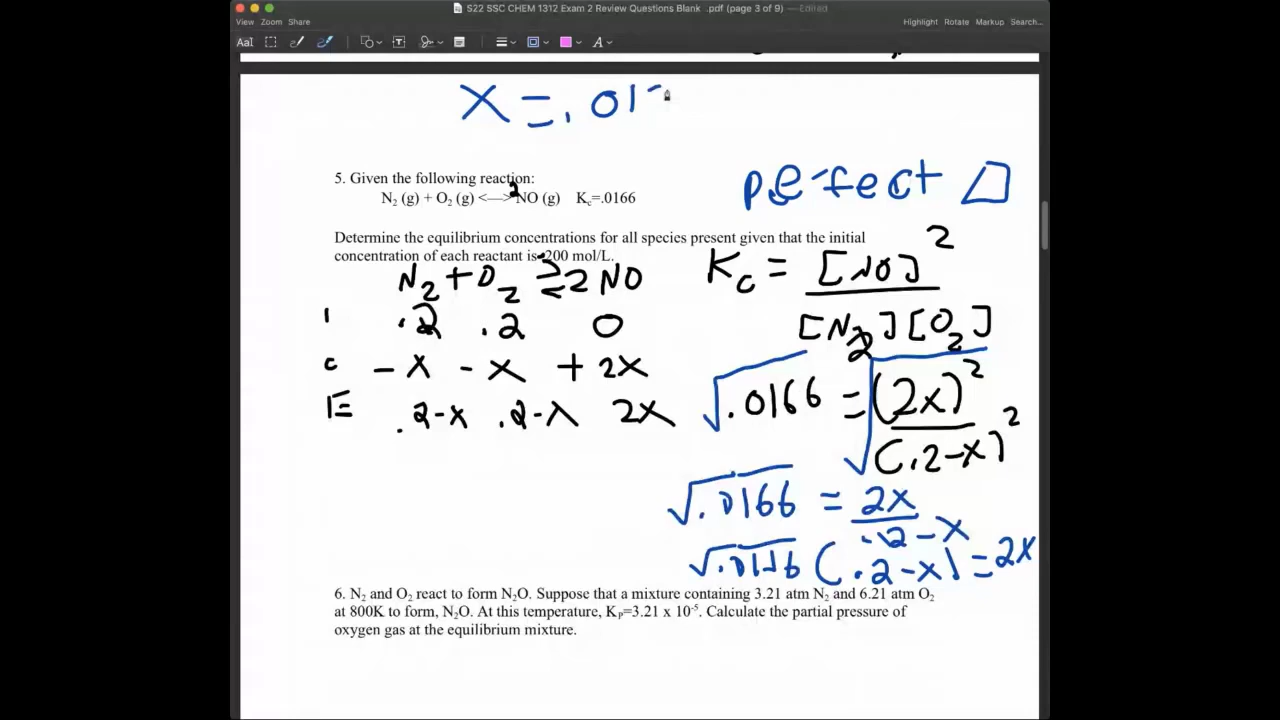 S22 SSC CHEM 1312 Exam 2 Review Questions Blank .pdf (page 3 of 9) — Edited
View Zoom Share Highlight Rotate Markup Search...
X = .01
5. Given the following reaction:
N₂ (g) + O₂ (g) <—> 2 NO (g) K꜀=.0166
perfect □
Determine the equilibrium concentrations for all species present given that the initial
concentration of each reactant is .200 mol/L.
N₂ + O₂ ⇌ 2 NO
I .2 .2 0
C -x -x +2x
E .2-x .2-x 2x
Kc = [NO]²
[N₂][O₂]
√.0166 = √(2x)²
(.2-x)²
√.0166 = 2x
.2-x
√.0166 (.2-x) = 2x
6. N₂ and O₂ react to form N₂O. Suppose that a mixture containing 3.21 atm N₂ and 6.21 atm O₂
at 800K to form, N₂O. At this temperature, Kₚ=3.21 x 10⁻⁵. Calculate the partial pressure of
oxygen gas at the equilibrium mixture.